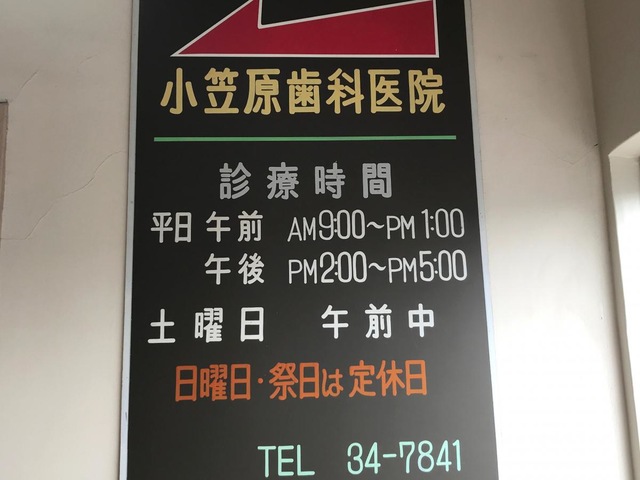 小笠原歯科医院
診療時間
平日 午前 AM9:00~PM1:00
午後 PM2:00~PM5:00
土曜日 午前中
日曜日・祭日は定休日
TEL 34-7841